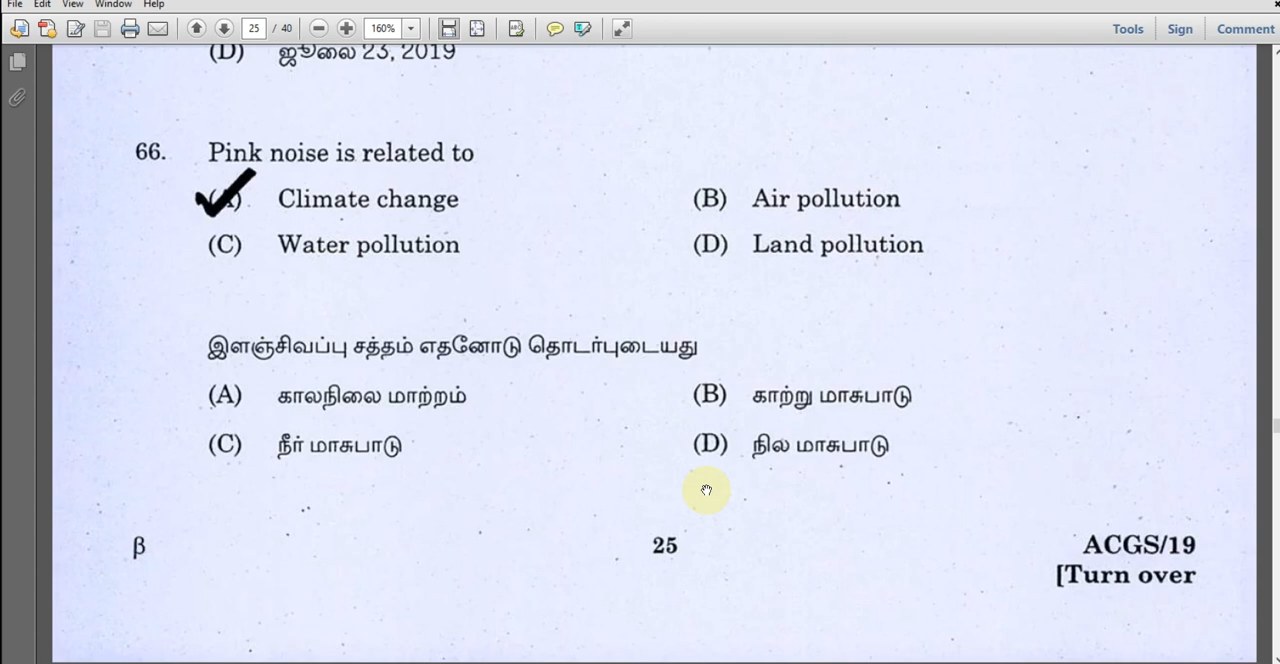 File Edit View Window Help
25 / 40 160% Tools Sign Comment
(D) ஜூலை 23, 2019
66. Pink noise is related to
(A) Climate change (B) Air pollution
(C) Water pollution (D) Land pollution
இளஞ்சிவப்பு சத்தம் எதனோடு தொடர்புடையது
(A) காலநிலை மாற்றம் (B) காற்று மாசுபாடு
(C) நீர் மாசுபாடு (D) நில மாசுபாடு
β 25 ACGS/19
[Turn over